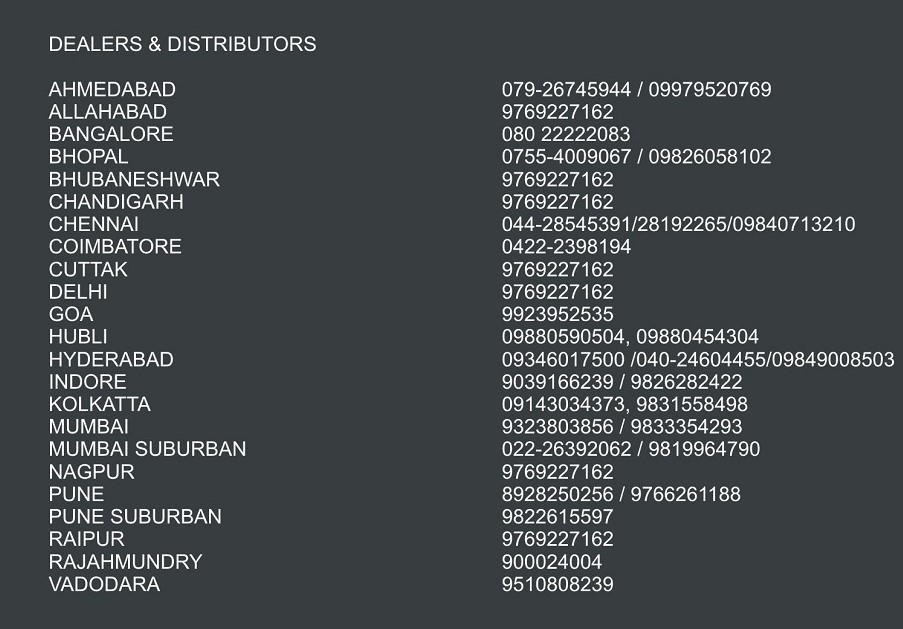 DEALERS & DISTRIBUTORS
AHMEDABAD 079-26745944 / 09979520769
ALLAHABAD 9769227162
BANGALORE 080 22222083
BHOPAL 0755-4009067 / 09826058102
BHUBANESHWAR 9769227162
CHANDIGARH 9769227162
CHENNAI 044-28545391/28192265/09840713210
COIMBATORE 0422-2398194
CUTTAK 9769227162
DELHI 9769227162
GOA 9923952535
HUBLI 09880590504, 09880454304
HYDERABAD 09346017500 /040-24604455/09849008503
INDORE 9039166239 / 9826282422
KOLKATTA 09143034373, 9831558498
MUMBAI 9323803856 / 9833354293
MUMBAI SUBURBAN 022-26392062 / 9819964790
NAGPUR 9769227162
PUNE 8928250256 / 9766261188
PUNE SUBURBAN 9822615597
RAIPUR 9769227162
RAJAHMUNDRY 900024004
VADODARA 9510808239